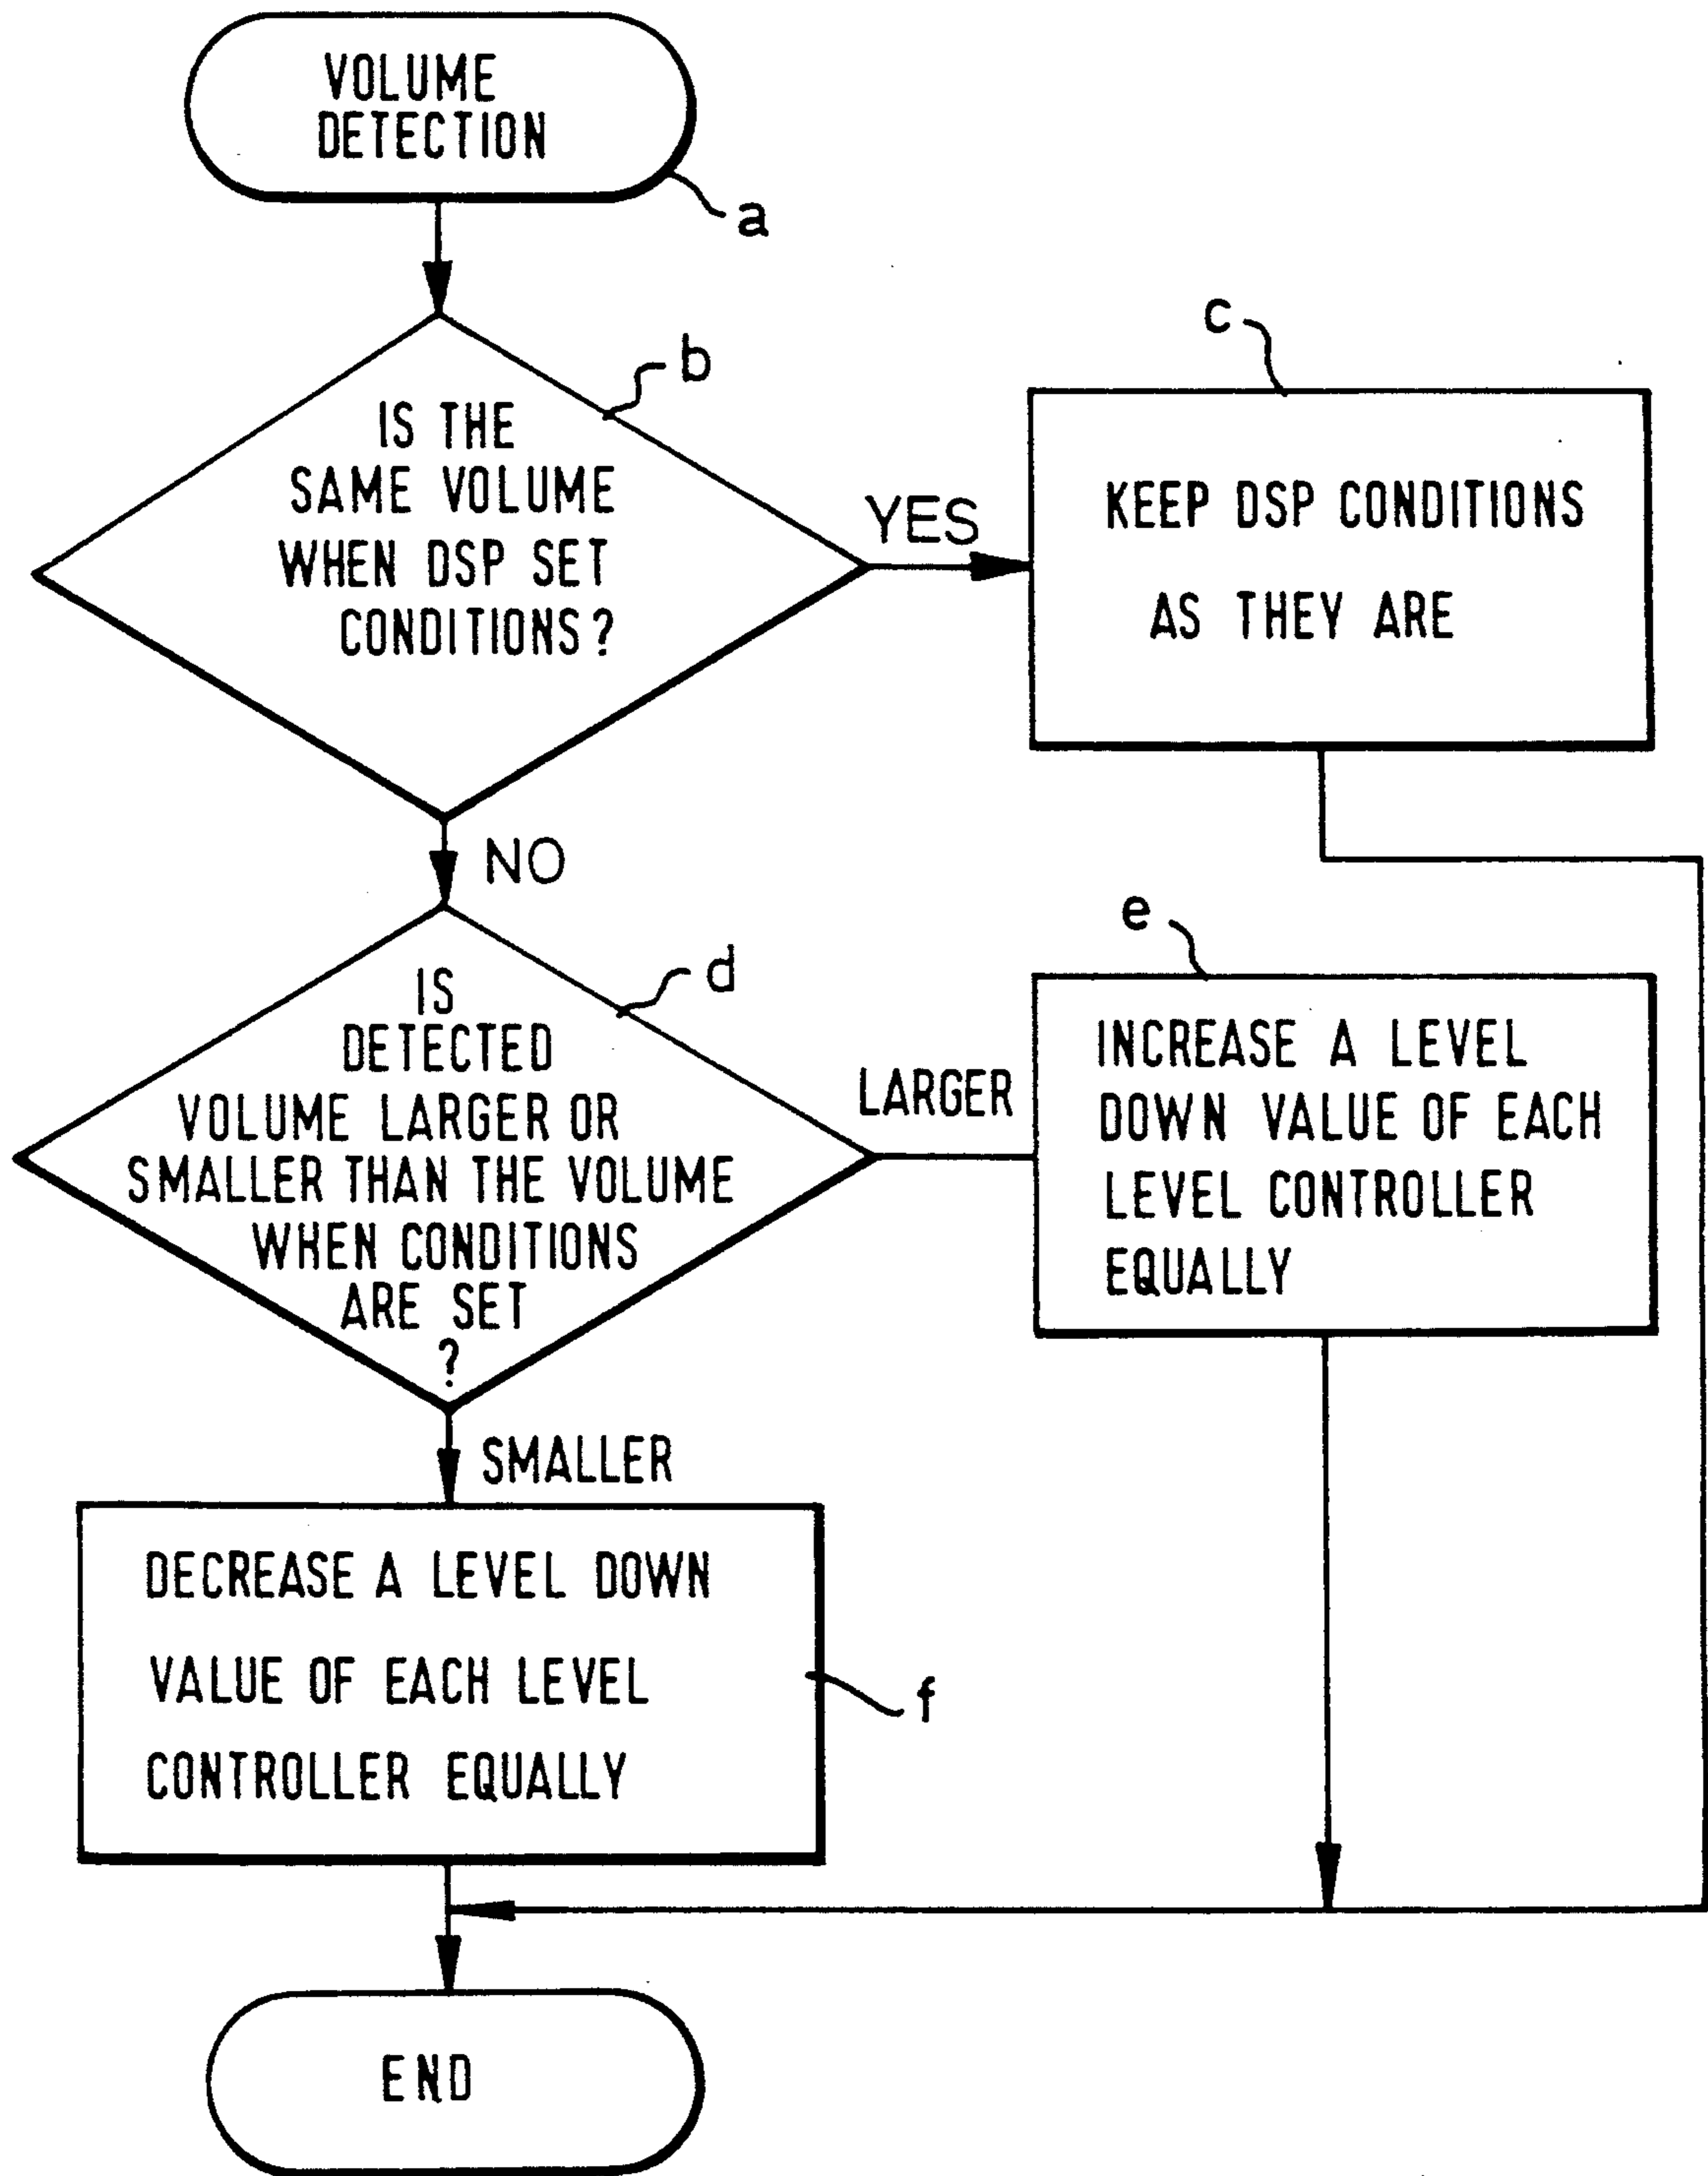 VOLUME
DETECTION
a
b
IS THE
SAME VOLUME
WHEN DSP SET
CONDITIONS?
YES
c
KEEP DSP CONDITIONS
AS THEY ARE
NO
d
IS
DETECTED
VOLUME LARGER OR
SMALLER THAN THE VOLUME
WHEN CONDITIONS
ARE SET
?
LARGER
e
INCREASE A LEVEL
DOWN VALUE OF EACH
LEVEL CONTROLLER
EQUALLY
SMALLER
DECREASE A LEVEL DOWN
VALUE OF EACH LEVEL
CONTROLLER EQUALLY
f
END